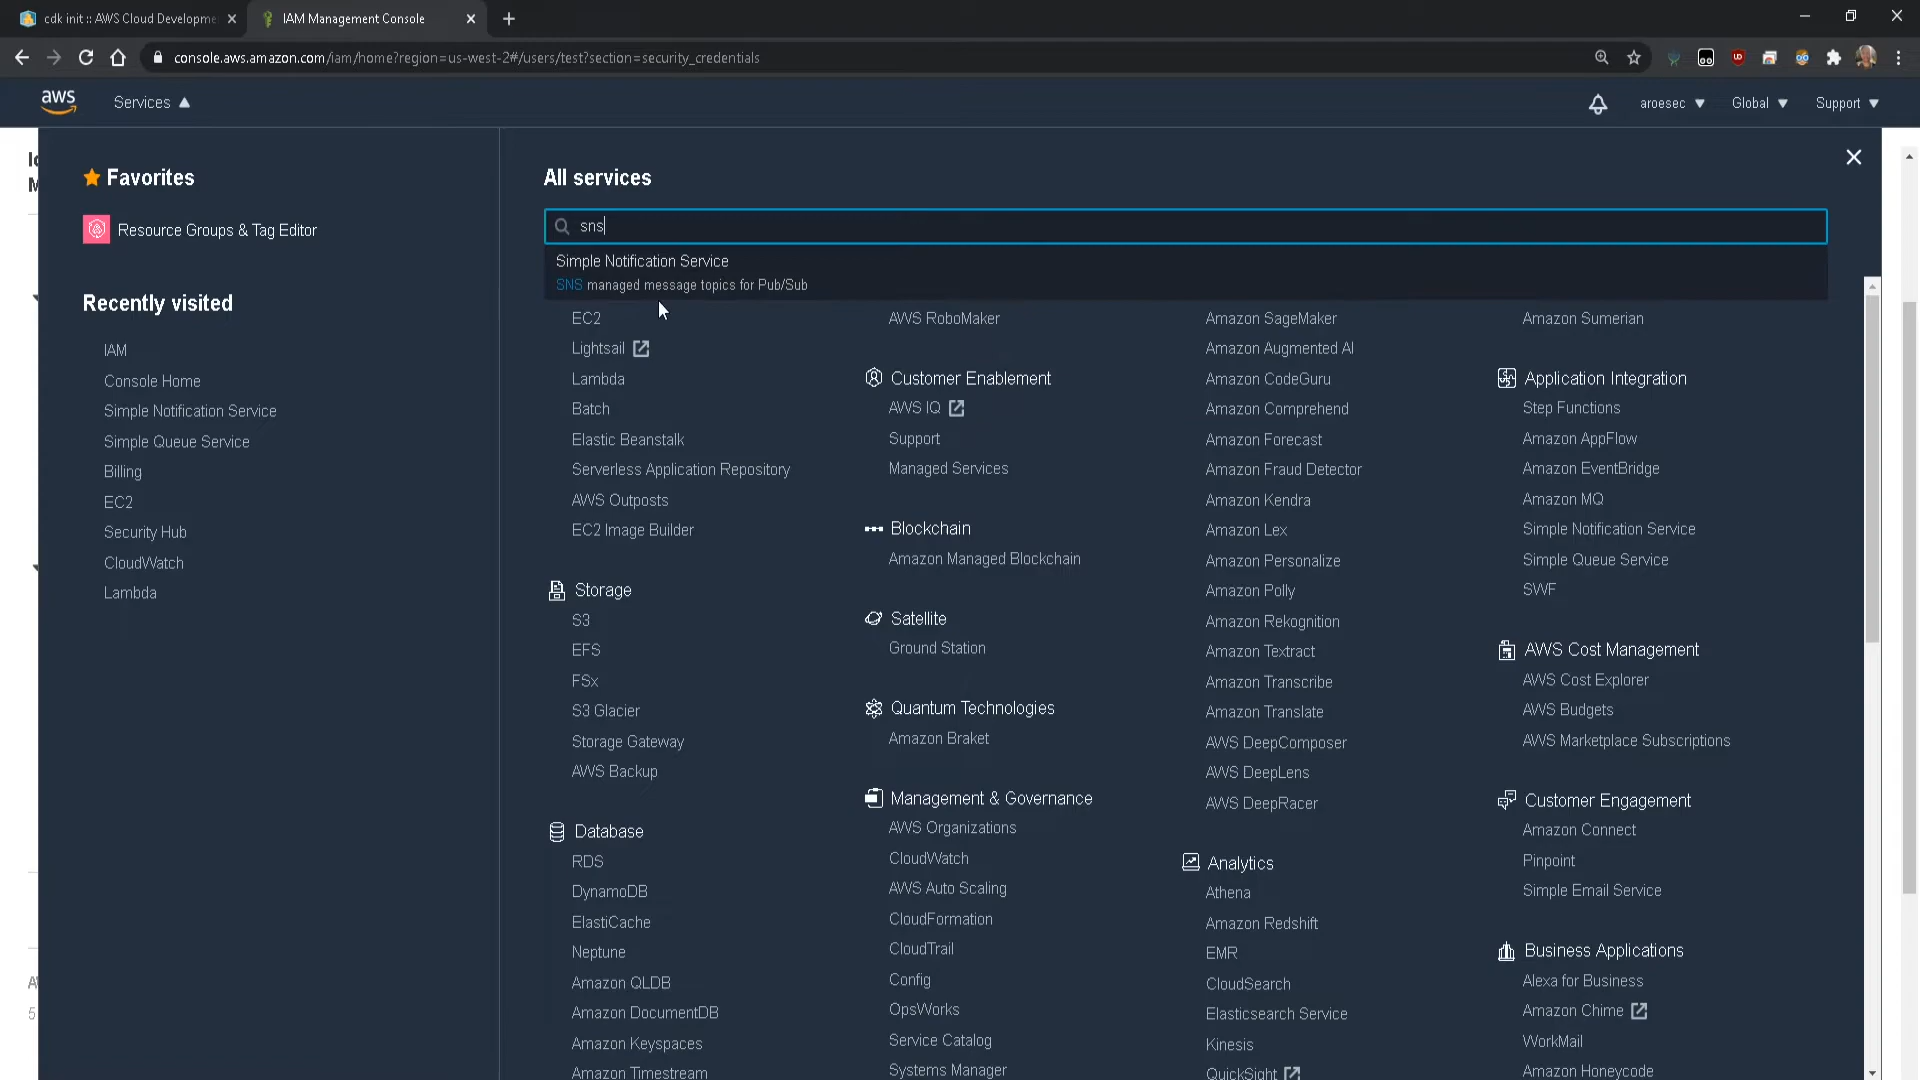 cdk init :: AWS Cloud Developme
IAM Management Console
console.aws.amazon.com/iam/home?region=us-west-2#/users/test?section=security_credentials
aws
Services
aroesec
Global
Support
Favorites
Resource Groups & Tag Editor
Recently visited
IAM
Console Home
Simple Notification Service
Simple Queue Service
Billing
EC2
Security Hub
CloudWatch
Lambda
All services
sns
Simple Notification Service
SNS managed message topics for Pub/Sub
EC2
Lightsail
Lambda
Batch
Elastic Beanstalk
Serverless Application Repository
AWS Outposts
EC2 Image Builder
Storage
S3
EFS
FSx
S3 Glacier
Storage Gateway
AWS Backup
Database
RDS
DynamoDB
ElastiCache
Neptune
Amazon QLDB
Amazon DocumentDB
Amazon Keyspaces
Amazon Timestream
AWS RoboMaker
Customer Enablement
AWS IQ
Support
Managed Services
Blockchain
Amazon Managed Blockchain
Satellite
Ground Station
Quantum Technologies
Amazon Braket
Management & Governance
AWS Organizations
CloudWatch
AWS Auto Scaling
CloudFormation
CloudTrail
Config
OpsWorks
Service Catalog
Systems Manager
Amazon SageMaker
Amazon Augmented AI
Amazon CodeGuru
Amazon Comprehend
Amazon Forecast
Amazon Fraud Detector
Amazon Kendra
Amazon Lex
Amazon Personalize
Amazon Polly
Amazon Rekognition
Amazon Textract
Amazon Transcribe
Amazon Translate
AWS DeepComposer
AWS DeepLens
AWS DeepRacer
Analytics
Athena
Amazon Redshift
EMR
CloudSearch
Elasticsearch Service
Kinesis
QuickSight
Amazon Sumerian
Application Integration
Step Functions
Amazon AppFlow
Amazon EventBridge
Amazon MQ
Simple Notification Service
Simple Queue Service
SWF
AWS Cost Management
AWS Cost Explorer
AWS Budgets
AWS Marketplace Subscriptions
Customer Engagement
Amazon Connect
Pinpoint
Simple Email Service
Business Applications
Alexa for Business
Amazon Chime
WorkMail
Amazon Honeycode